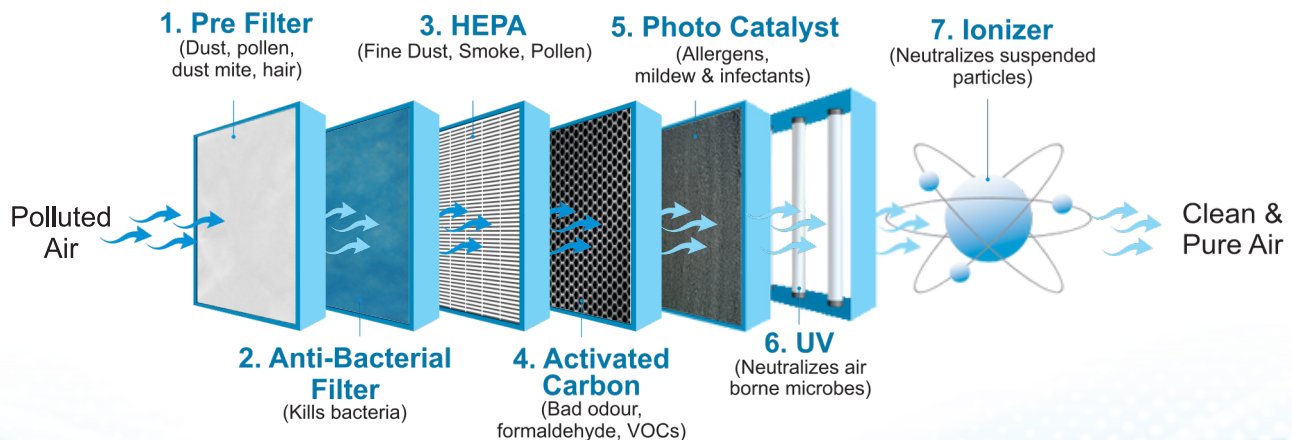 1. Pre Filter
(Dust, pollen,
dust mite, hair)
3. HEPA
(Fine Dust, Smoke, Pollen)
5. Photo Catalyst
(Allergens,
mildew & infectants)
7. Ionizer
(Neutralizes suspended
particles)
Polluted
Air
Clean &
Pure Air
2. Anti-Bacterial
Filter
(Kills bacteria)
4. Activated
Carbon
(Bad odour,
formaldehyde, VOCs)
6. UV
(Neutralizes air
borne microbes)